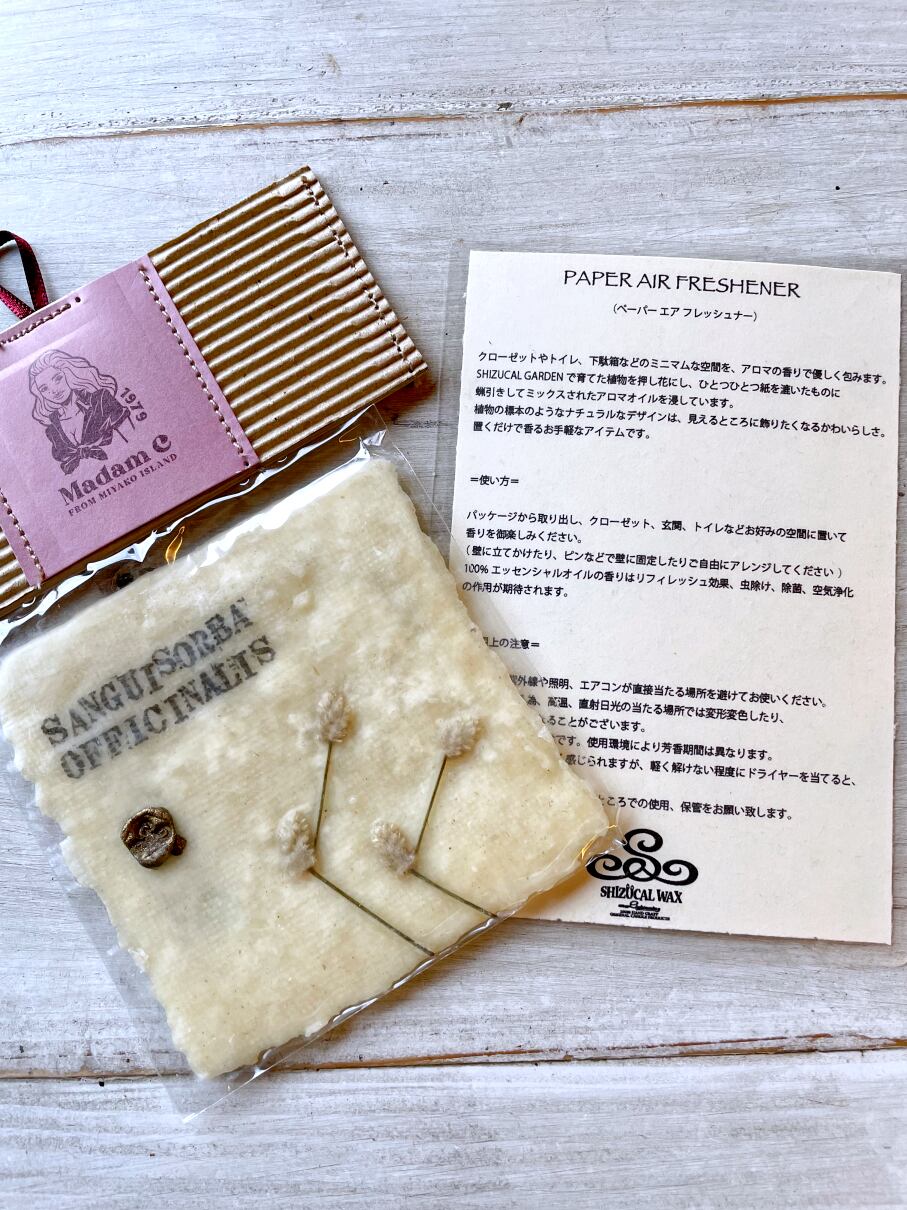 1979
Madam C
FROM MIYAKO ISLAND
SANGUISORBA
OFFICINALIS
PAPER AIR FRESHENER
(ペーパー エア フレッシュナー)
クローゼットやトイレ、下駄箱などのミニマムな空間を、アロマの香りで優しく包みます。
SHIZUCAL GARDEN で育てた植物を押し花にし、ひとつひとつ紙を漉いたものに
蝋引きしてミックスされたアロマオイルを浸しています。
植物の標本のようなナチュラルなデザインは、見えるところに飾りたくなるかわいらしさ。
置くだけで香るお手軽なアイテムです。
=使い方=
パッケージから取り出し、クローゼット、玄関、トイレなどお好みの空間に置いて
香りを御楽しみください。
( 壁に立てかけたり、ピンなどで壁に固定したりご自由にアレンジしてください )
100% エッセンシャルオイルの香りはリフィレッシュ効果、虫除け、除菌、空気浄化
の作用が期待されます。
上の注意=
外線や照明、エアコンが直接当たる場所を避けてお使いください。
為、高温、直射日光の当たる場所では変形変色したり、
ることがございます。
です。使用環境により芳香期間は異なります。
感じられますが、軽く解けない程度にドライヤーを当てると、
ところでの使用、保管をお願い致します。
SHIZÜCAL WAX
100% HAND CRAFT
ORIGINAL CANDLE PRODUCTS